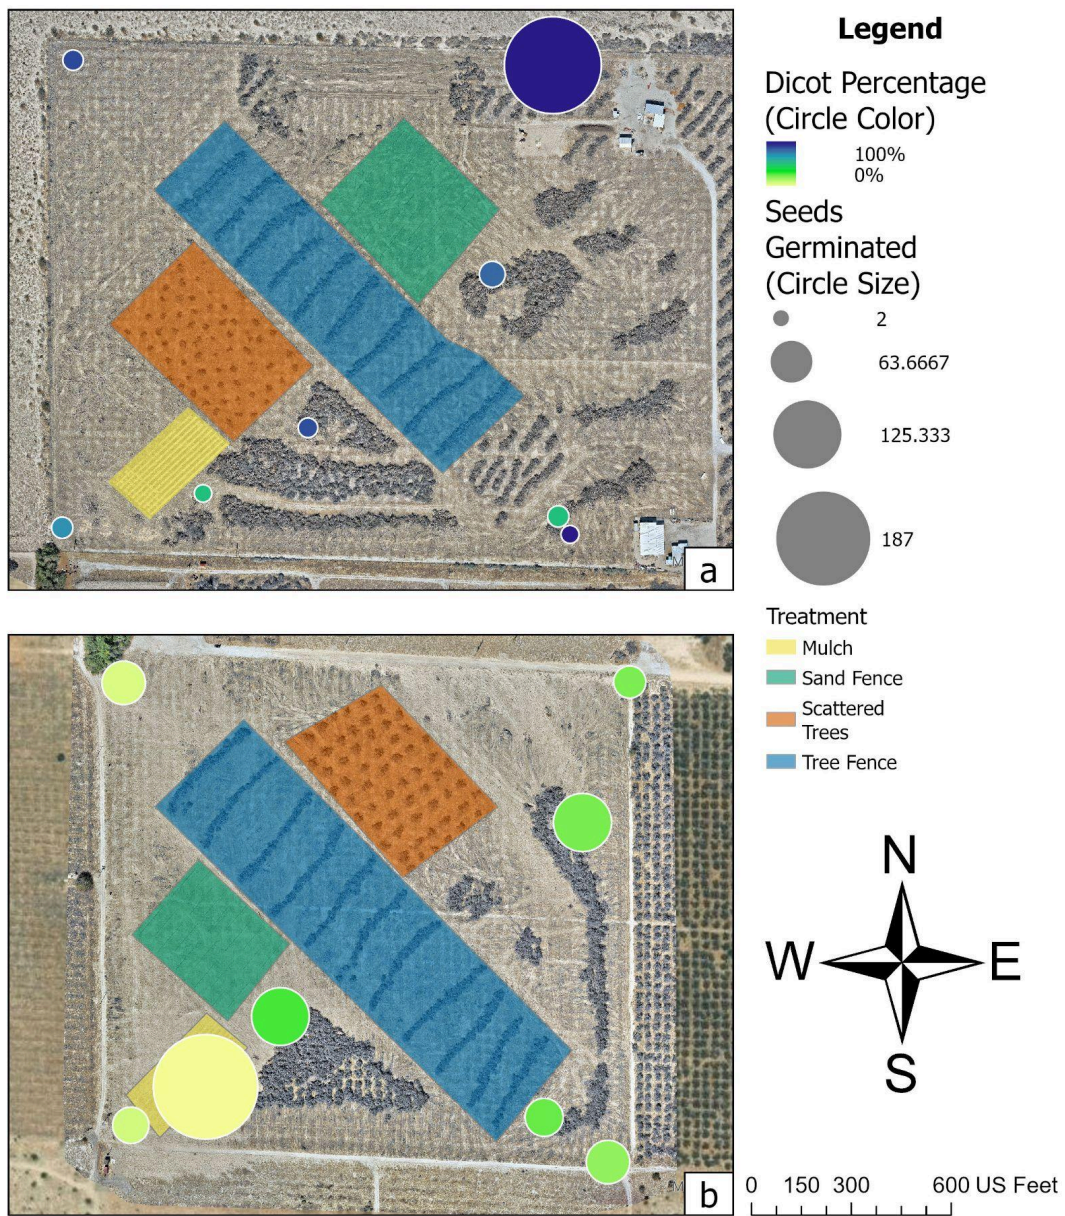 Legend
Dicot Percentage
(Circle Color)
100%
0%
Seeds
Germinated
(Circle Size)
2
63.6667
125.333
187
Treatment
Mulch
Sand Fence
Scattered
Trees
Tree Fence
N
W E
S
0 150 300 600 US Feet
a
b